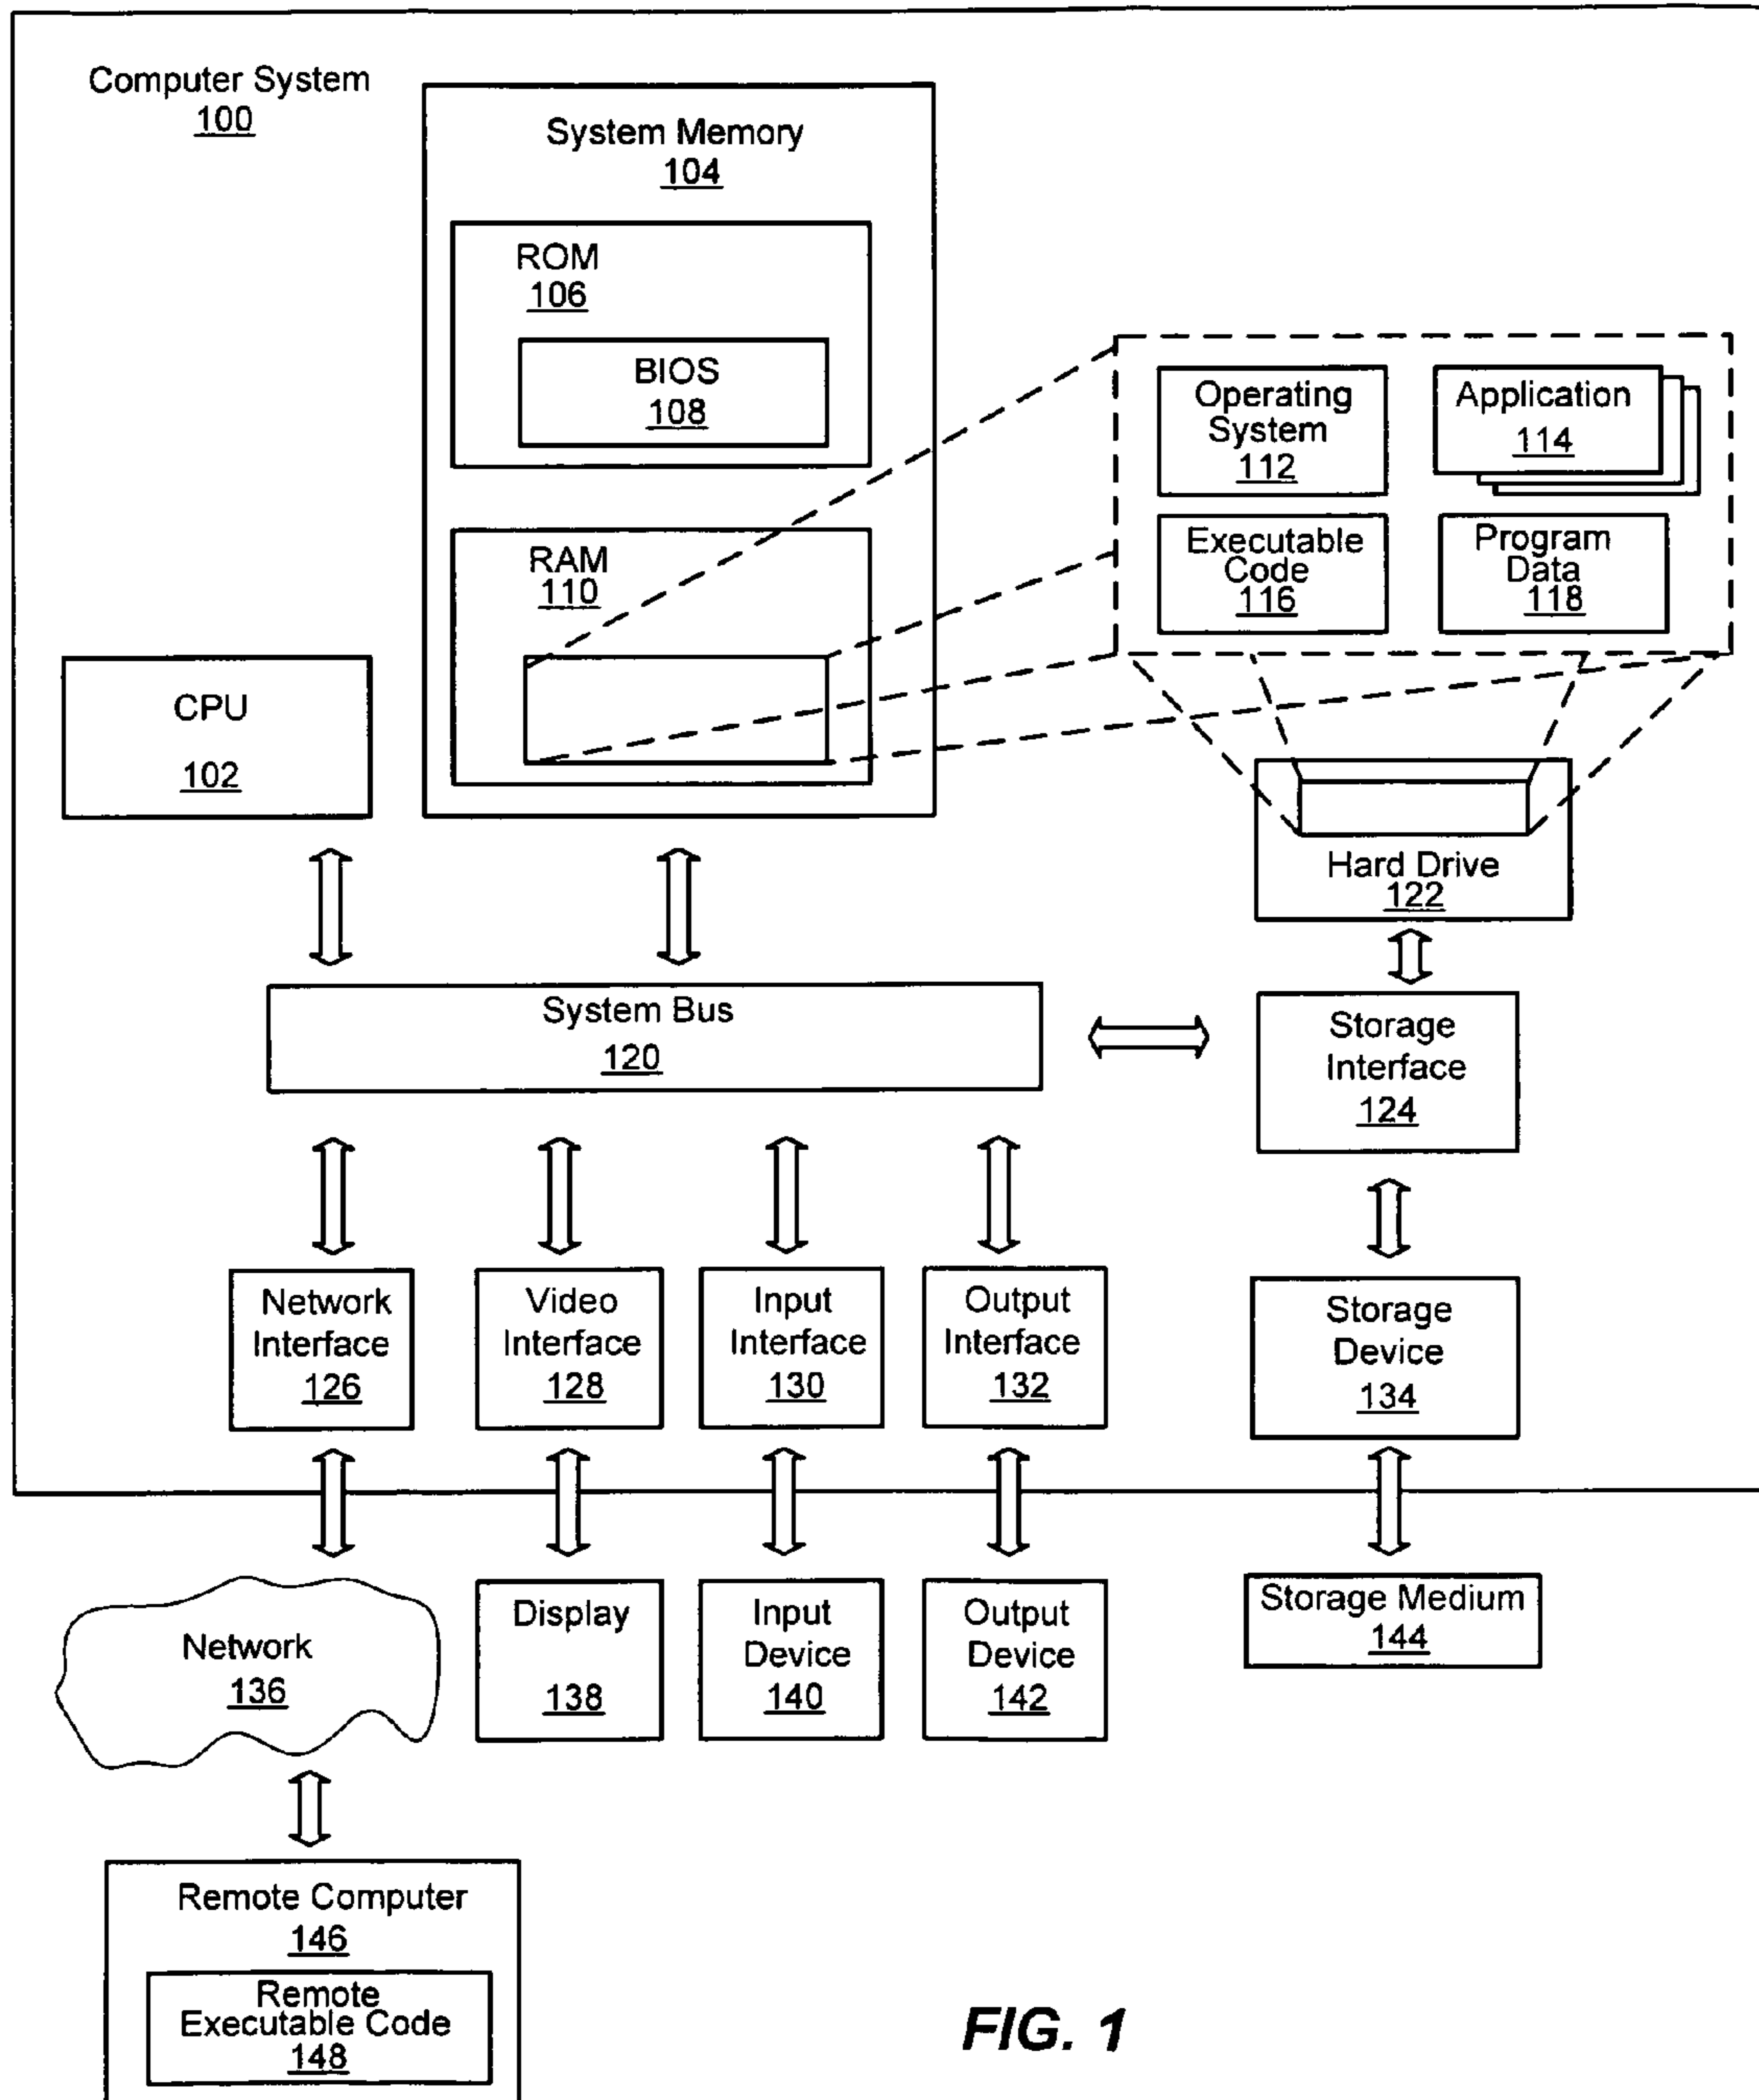 Computer System
100
System Memory
104
ROM
106
BIOS
108
RAM
110
Operating
System
112
Application
114
Executable
Code
116
Program
Data
118
CPU
102
Hard Drive
122
System Bus
120
Storage
Interface
124
Network
Interface
126
Video
Interface
128
Input
Interface
130
Output
Interface
132
Storage
Device
134
Network
136
Display
138
Input
Device
140
Output
Device
142
Storage Medium
144
Remote Computer
146
Remote
Executable Code
148
FIG. 1